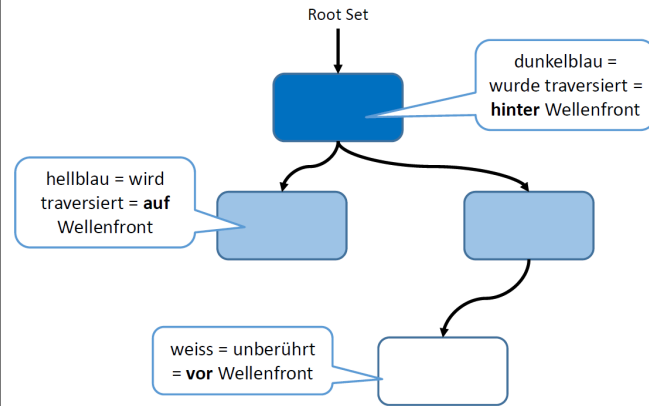 Root Set
dunkelblau =
wurde traversiert =
hinter Wellenfront
hellblau = wird
traversiert = auf
Wellenfront
weiss = unberührt
= vor Wellenfront